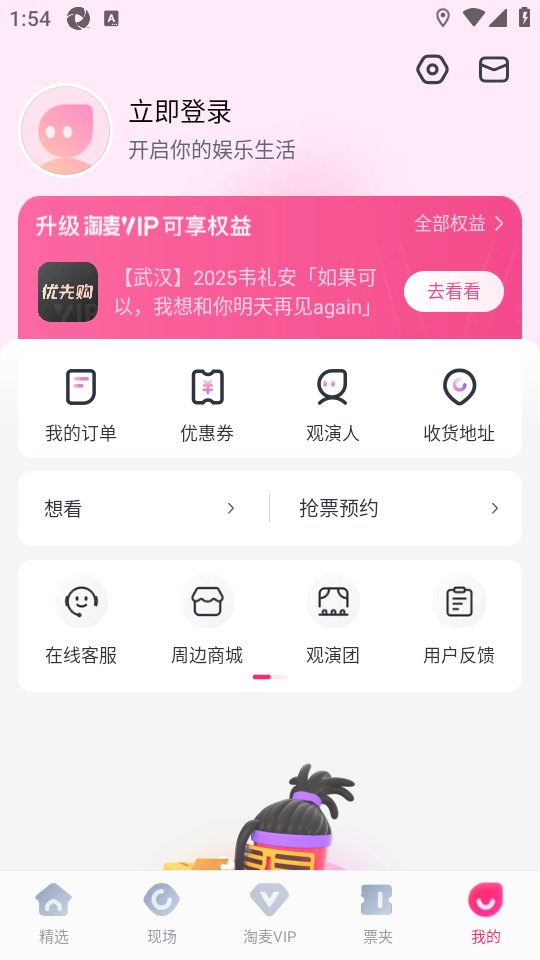 1:54
A
立即登录
开启你的娱乐生活
升级 淘麦VIP 可享权益
全部权益
优先购
【武汉】2025韦礼安「如果可
以，我想和你明天再见again」
去看看
我的订单
优惠券
观演人
收货地址
想看
抢票预约
在线客服
周边商城
观演团
用户反馈
精选
现场
淘麦VIP
票夹
我的